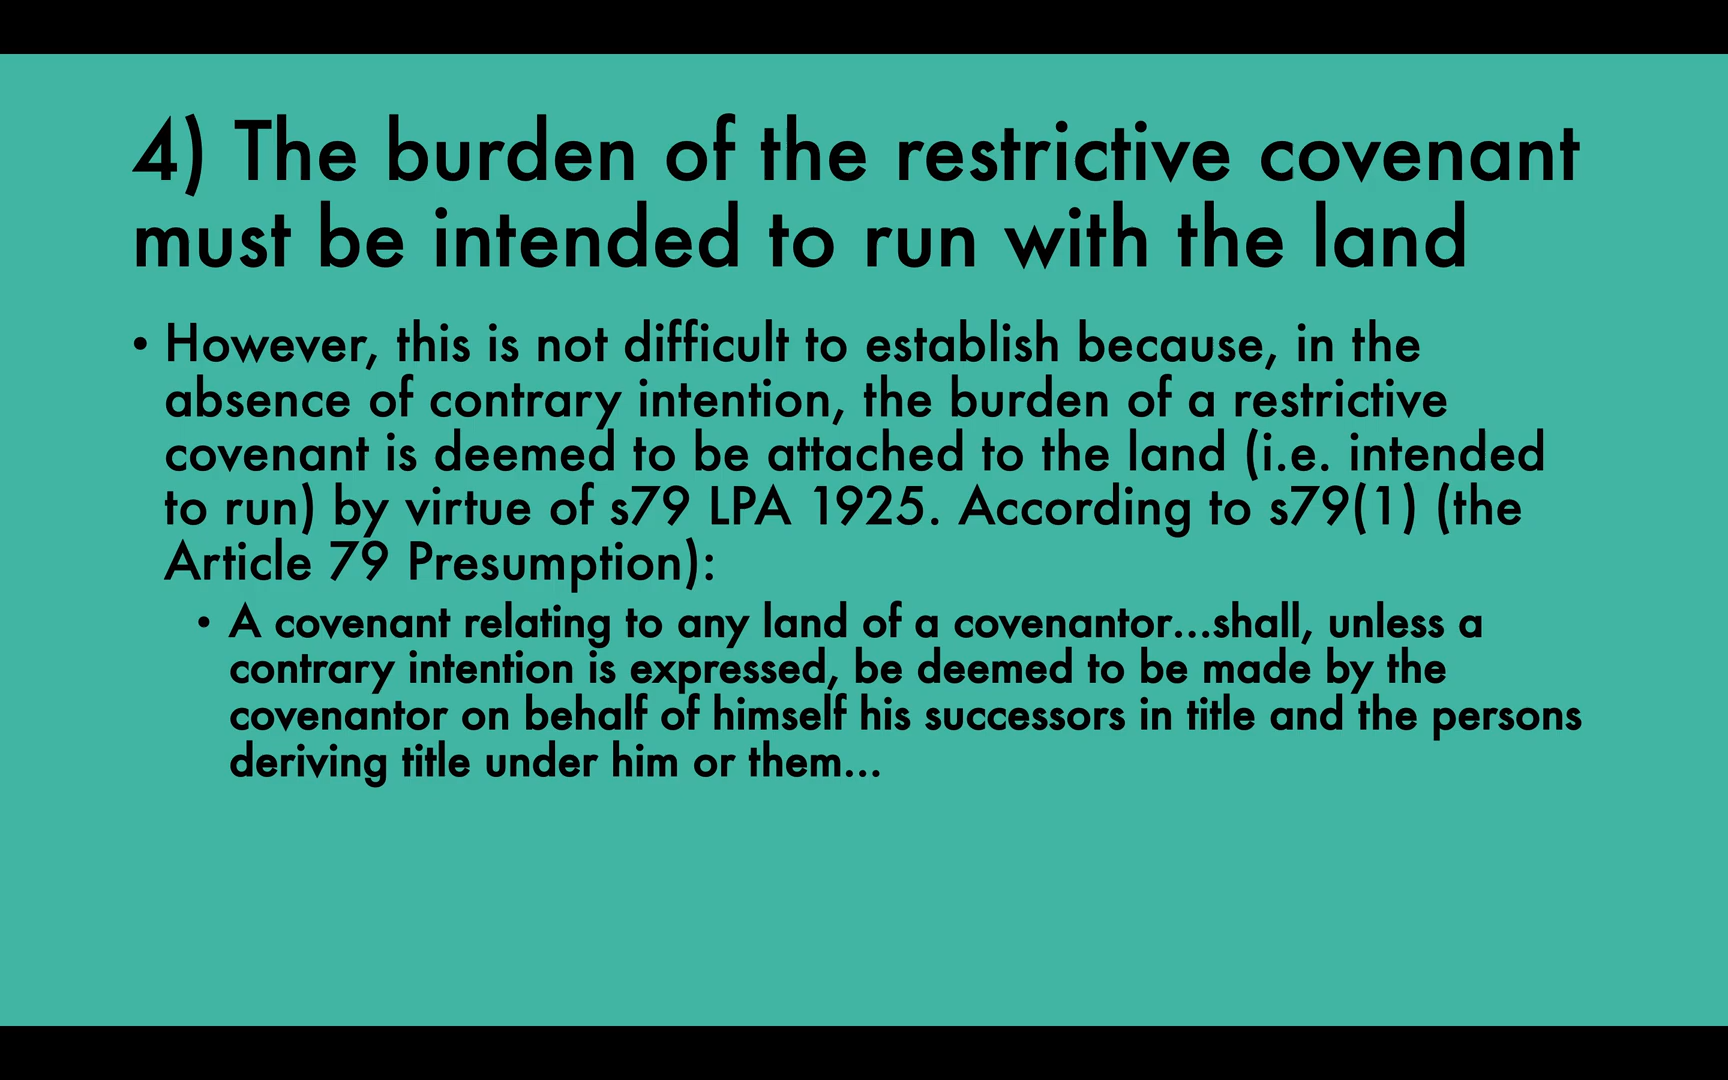 4) The burden of the restrictive covenant
must be intended to run with the land
• However, this is not difficult to establish because, in the
absence of contrary intention, the burden of a restrictive
covenant is deemed to be attached to the land (i.e. intended
to run) by virtue of s79 LPA 1925. According to s79(1) (the
Article 79 Presumption):
• A covenant relating to any land of a covenantor...shall, unless a
contrary intention is expressed, be deemed to be made by the
covenantor on behalf of himself his successors in title and the persons
deriving title under him or them...